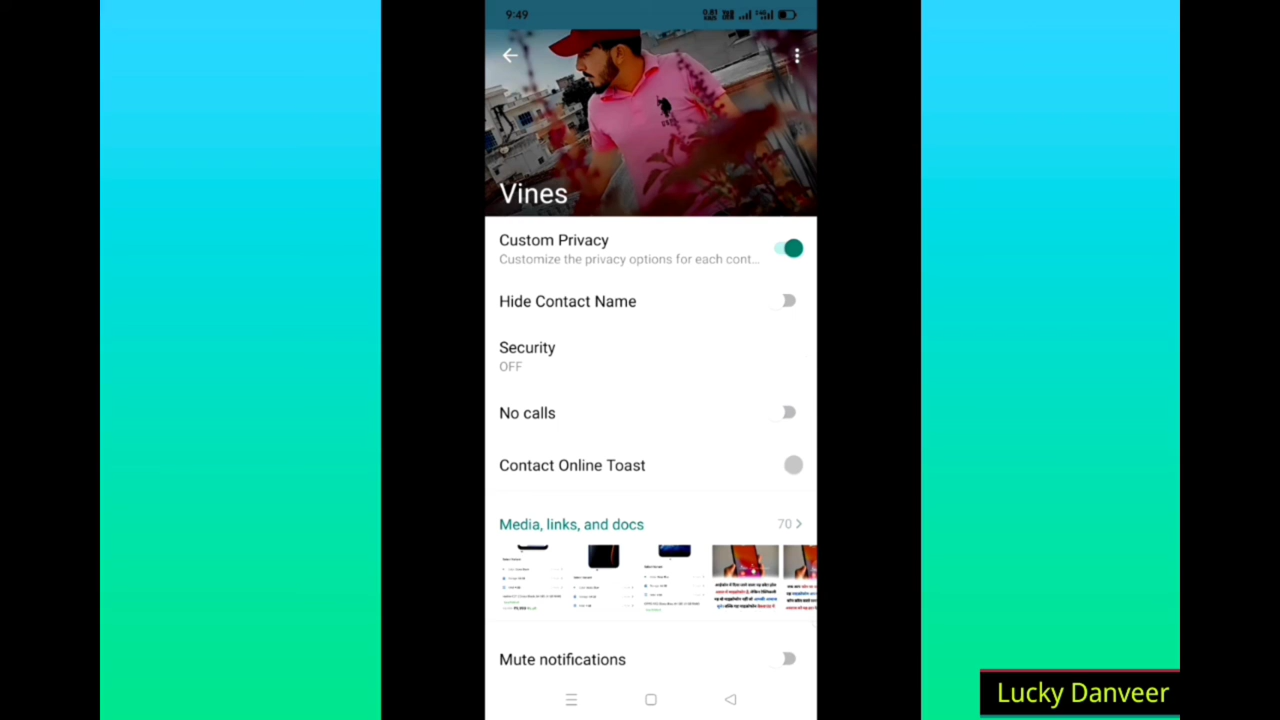 9:49
Vines
Custom Privacy
Customize the privacy options for each cont...
Hide Contact Name
Security
OFF
No calls
Contact Online Toast
Media, links, and docs
70
Mute notifications
Lucky Danveer